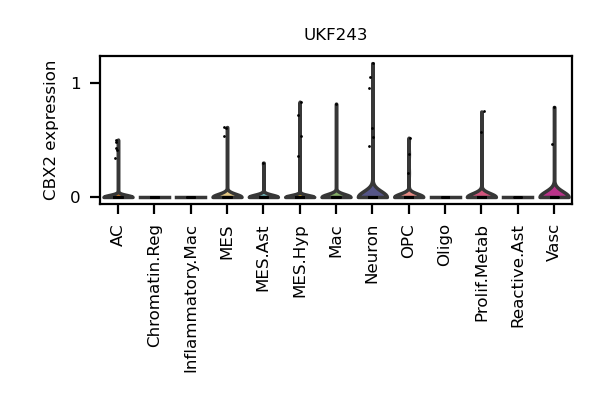 UKF243
CBX2 expression
1
0
AC
Chromatin.Reg
Inflammatory.Mac
MES
MES.Ast
MES.Hyp
Mac
Neuron
OPC
Oligo
Prolif.Metab
Reactive.Ast
Vasc